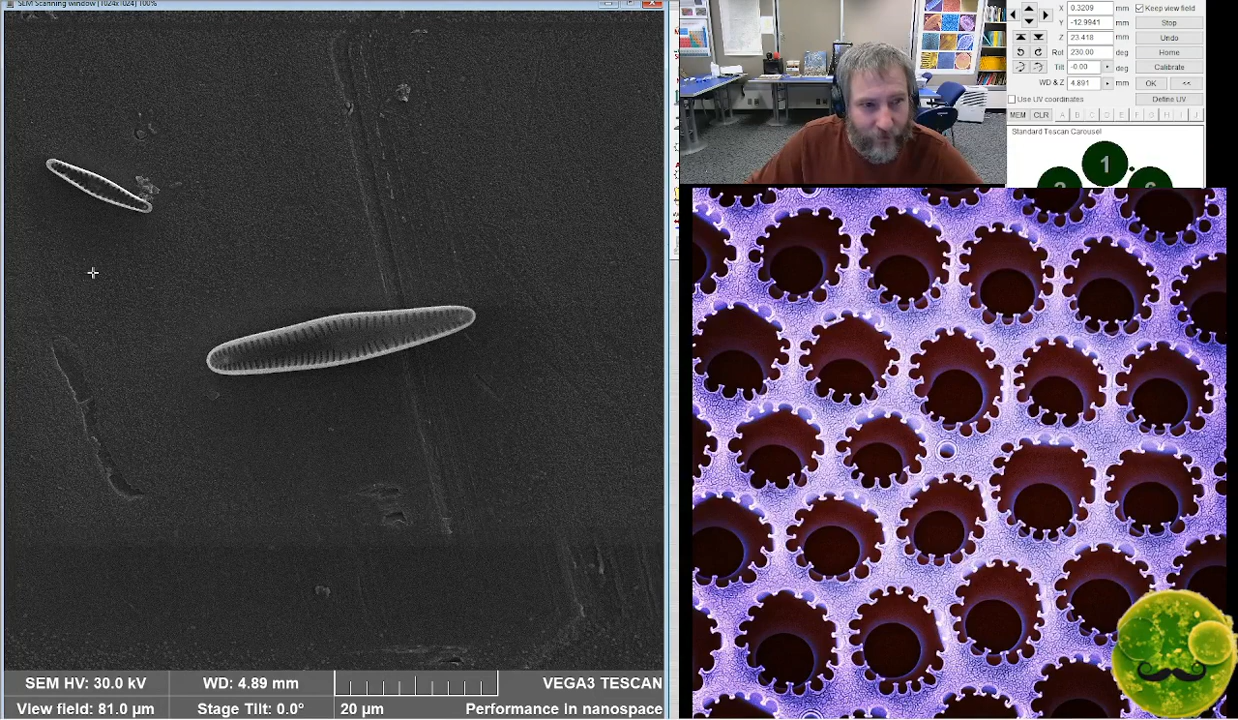 SEM Scanning window [1024x1024] 100%
X 0.3209 mm
Keep view field
Y -12.9941 mm
Stop
Z 23.418 mm
Undo
Rot 230.00 deg
Home
Tilt -0.00 deg
Calibrate
WD & Z 4.891 mm
OK <<
Use UV coordinates
Define UV
MEM CLR A B C D E F G H I J
Standard Tescan Carousel
1
SEM HV: 30.0 kV
WD: 4.89 mm
VEGA3 TESCAN
View field: 81.0 µm
Stage Tilt: 0.0°
20 µm
Performance in nanospace